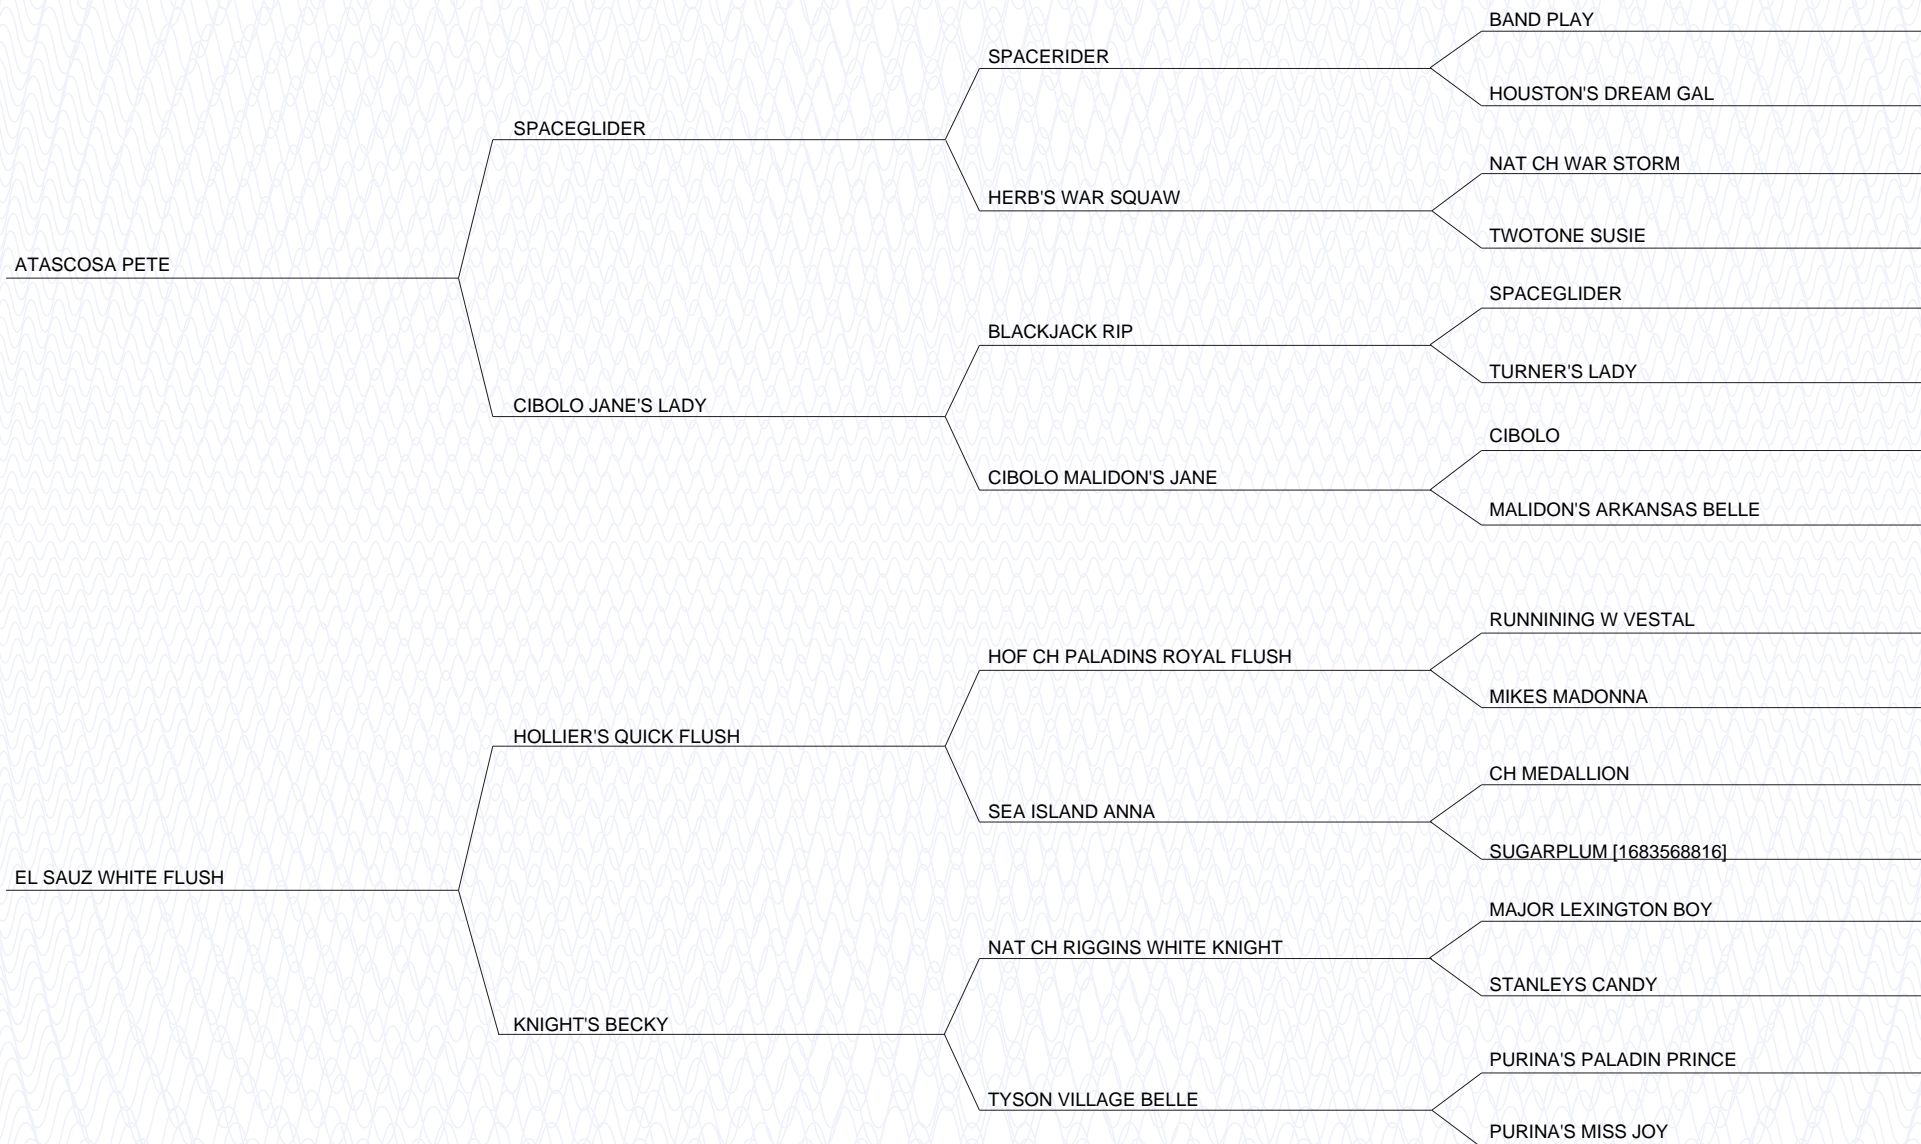 BAND PLAY
SPACERIDER
HOUSTON'S DREAM GAL
SPACEGLIDER
NAT CH WAR STORM
HERB'S WAR SQUAW
TWOTONE SUSIE
ATASCOSA PETE
SPACEGLIDER
BLACKJACK RIP
TURNER'S LADY
CIBOLO JANE'S LADY
CIBOLO
CIBOLO MALIDON'S JANE
MALIDON'S ARKANSAS BELLE
RUNNINING W VESTAL
HOF CH PALADINS ROYAL FLUSH
MIKES MADONNA
HOLLIER'S QUICK FLUSH
CH MEDALLION
SEA ISLAND ANNA
SUGARPLUM [1683568816]
EL SAUZ WHITE FLUSH
MAJOR LEXINGTON BOY
NAT CH RIGGINS WHITE KNIGHT
STANLEYS CANDY
KNIGHT'S BECKY
PURINA'S PALADIN PRINCE
TYSON VILLAGE BELLE
PURINA'S MISS JOY